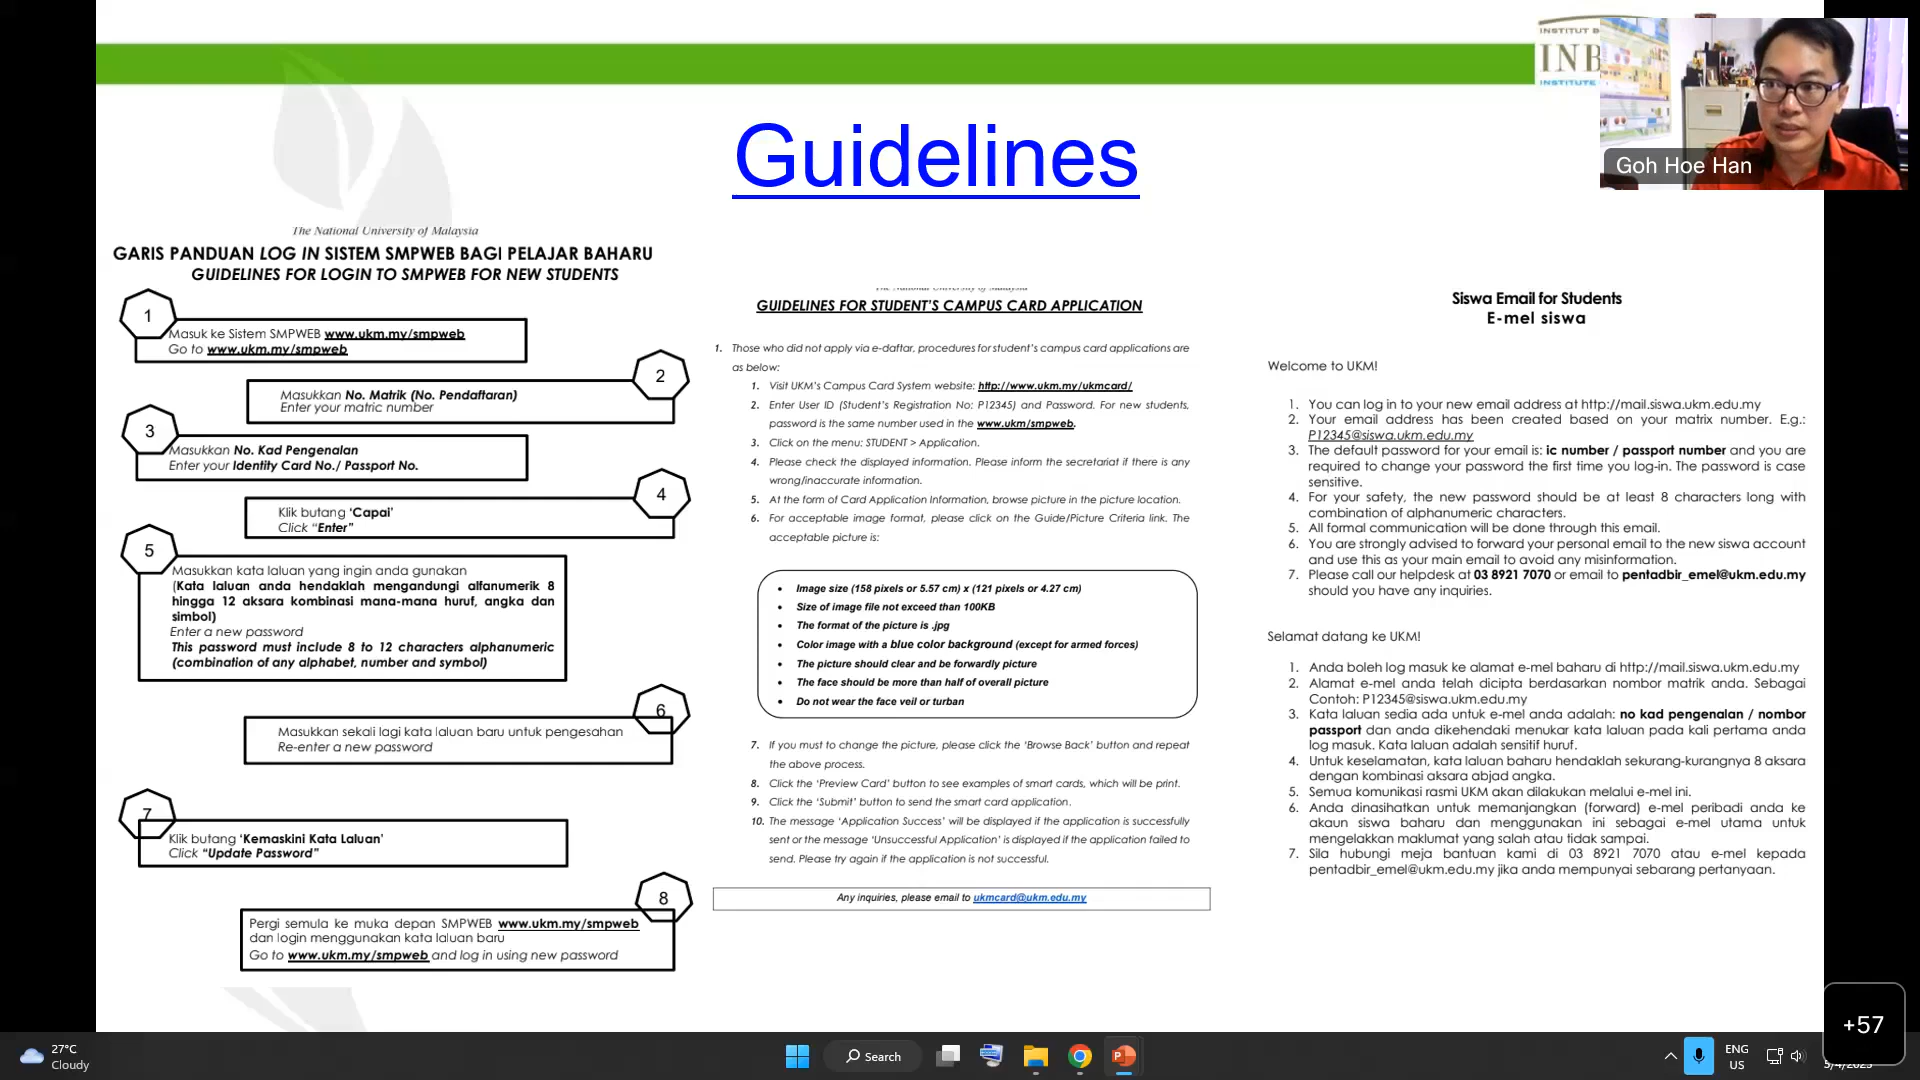 INSTITUT B
INB
INSTITUTE
Goh Hoe Han
Guidelines
The National University of Malaysia
GARIS PANDUAN LOG IN SISTEM SMPWEB BAGI PELAJAR BAHARU
GUIDELINES FOR LOGIN TO SMPWEB FOR NEW STUDENTS
1
Masuk ke Sistem SMPWEB www.ukm.my/smpweb
Go to www.ukm.my/smpweb
2
Masukkan No. Matrik (No. Pendaftaran)
Enter your matric number
3
Masukkan No. Kad Pengenalan
Enter your Identity Card No./ Passport No.
4
Klik butang ‘Capai’
Click “Enter”
5
Masukkan kata laluan yang ingin anda gunakan
(Kata laluan anda hendaklah mengandungi alfanumerik 8
hingga 12 aksara kombinasi mana-mana huruf, angka dan
simbol)
Enter a new password
This password must include 8 to 12 characters alphanumeric
(combination of any alphabet, number and symbol)
6
Masukkan sekali lagi kata laluan baru untuk pengesahan
Re-enter a new password
7
Klik butang ‘Kemaskini Kata Laluan’
Click “Update Password”
8
Pergi semula ke muka depan SMPWEB www.ukm.my/smpweb
dan login menggunakan kata laluan baru
Go to www.ukm.my/smpweb and log in using new password
The National University of Malaysia
GUIDELINES FOR STUDENT'S CAMPUS CARD APPLICATION
1. Those who did not apply via e-daftar, procedures for student's campus card applications are
as below:
1. Visit UKM's Campus Card System website: http://www.ukm.my/ukmcard/
2. Enter User ID (Student's Registration No: P12345) and Password. For new students,
password is the same number used in the www.ukm/smpweb.
3. Click on the menu: STUDENT > Application.
4. Please check the displayed information. Please inform the secretariat if there is any
wrong/inaccurate information.
5. At the form of Card Application Information, browse picture in the picture location.
6. For acceptable image format, please click on the Guide/Picture Criteria link. The
acceptable picture is:
• Image size (158 pixels or 5.57 cm) x (121 pixels or 4.27 cm)
• Size of image file not exceed than 100KB
• The format of the picture is .jpg
• Color image with a blue color background (except for armed forces)
• The picture should clear and be forwardly picture
• The face should be more than half of overall picture
• Do not wear the face veil or turban
7. If you must to change the picture, please click the ‘Browse Back’ button and repeat
the above process.
8. Click the ‘Preview Card’ button to see examples of smart cards, which will be print.
9. Click the ‘Submit’ button to send the smart card application.
10. The message ‘Application Success’ will be displayed if the application is successfully
sent or the message ‘Unsuccessful Application’ is displayed if the application failed to
send. Please try again if the application is not successful.
Any inquiries, please email to ukmcard@ukm.edu.my
Siswa Email for Students
E-mel siswa
Welcome to UKM!
1. You can log in to your new email address at http://mail.siswa.ukm.edu.my
2. Your email address has been created based on your matrix number. E.g.:
P12345@siswa.ukm.edu.my
3. The default password for your email is: ic number / passport number and you are
required to change your password the first time you log-in. The password is case
sensitive.
4. For your safety, the new password should be at least 8 characters long with
combination of alphanumeric characters.
5. All formal communication will be done through this email.
6. You are strongly advised to forward your personal email to the new siswa account
and use this as your main email to avoid any misinformation.
7. Please call our helpdesk at 03 8921 7070 or email to pentadbir_emel@ukm.edu.my
should you have any inquiries.
Selamat datang ke UKM!
1. Anda boleh log masuk ke alamat e-mel baharu di http://mail.siswa.ukm.edu.my
2. Alamat e-mel anda telah dicipta berdasarkan nombor matrik anda. Sebagai
Contoh: P12345@siswa.ukm.edu.my
3. Kata laluan sedia ada untuk e-mel anda adalah: no kad pengenalan / nombor
passport dan anda dikehendaki menukar kata laluan pada kali pertama anda
log masuk. Kata laluan adalah sensitif huruf.
4. Untuk keselamatan, kata laluan baharu hendaklah sekurang-kurangnya 8 aksara
dengan kombinasi aksara abjad angka.
5. Semua komunikasi rasmi UKM akan dilakukan melalui e-mel ini.
6. Anda dinasihatkan untuk memanjangkan (forward) e-mel peribadi anda ke
akaun siswa baharu dan menggunakan ini sebagai e-mel utama untuk
mengelakkan maklumat yang salah atau tidak sampai.
7. Sila hubungi meja bantuan kami di 03 8921 7070 atau e-mel kepada
pentadbir_emel@ukm.edu.my jika anda mempunyai sebarang pertanyaan.
+57
27°C
Cloudy
Search
ENG
US